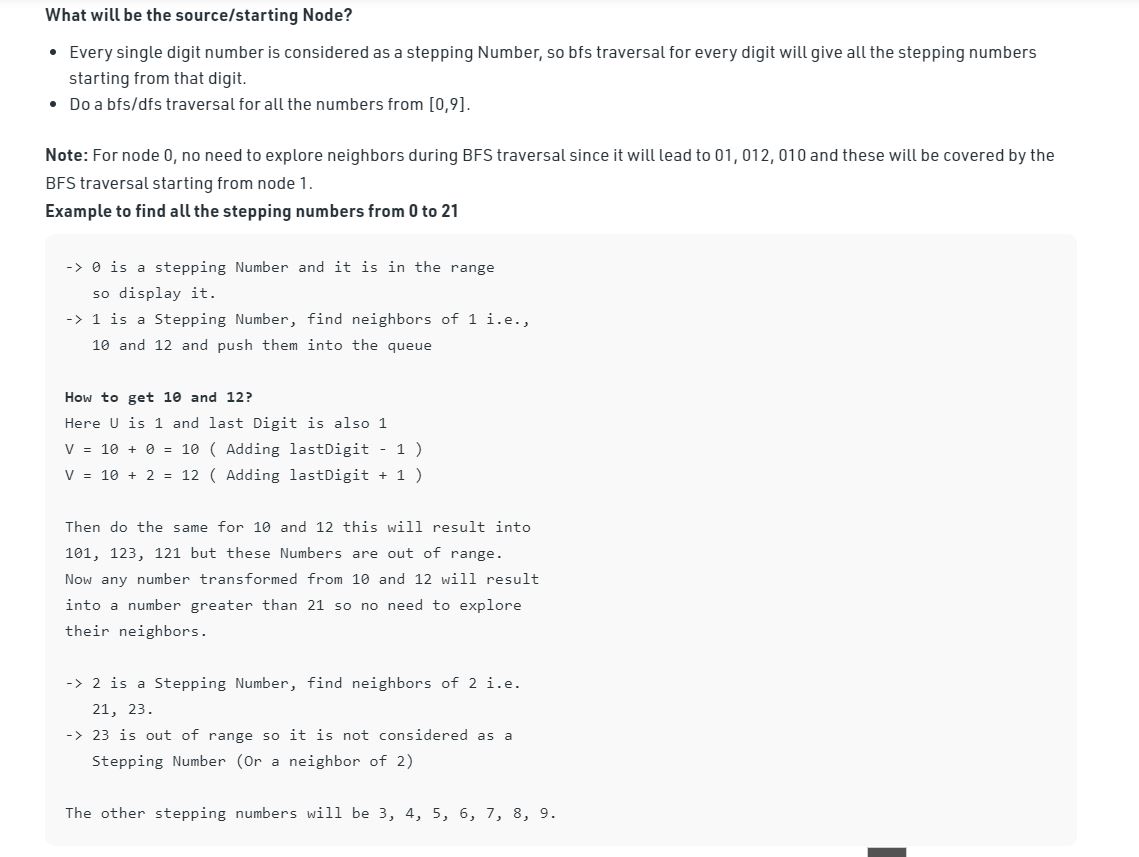 What will be the source/starting Node?
• Every single digit number is considered as a stepping Number, so bfs traversal for every digit will give all the stepping numbers
starting from that digit.
• Do a bfs/dfs traversal for all the numbers from [0,9].
Note: For node 0, no need to explore neighbors during BFS traversal since it will lead to 01, 012, 010 and these will be covered by the
BFS traversal starting from node 1.
Example to find all the stepping numbers from 0 to 21
-> 0 is a stepping Number and it is in the range
so display it.
-> 1 is a Stepping Number, find neighbors of 1 i.e.,
10 and 12 and push them into the queue
How to get 10 and 12?
Here U is 1 and last Digit is also 1
V = 10 + 0 = 10 ( Adding lastDigit - 1 )
V = 10 + 2 = 12 ( Adding lastDigit + 1 )
Then do the same for 10 and 12 this will result into
101, 123, 121 but these Numbers are out of range.
Now any number transformed from 10 and 12 will result
into a number greater than 21 so no need to explore
their neighbors.
-> 2 is a Stepping Number, find neighbors of 2 i.e.
21, 23.
-> 23 is out of range so it is not considered as a
Stepping Number (Or a neighbor of 2)
The other stepping numbers will be 3, 4, 5, 6, 7, 8, 9.